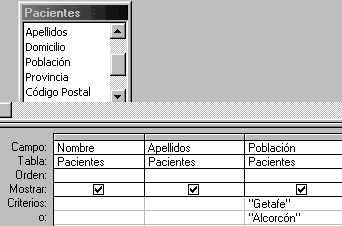 Pacientes
Apellidos
Domicilio
Población
Provincia
Código Postal
Campo: Nombre Apellidos Población
Tabla: Pacientes Pacientes Pacientes
Orden:
Mostrar:
Criterios: "Getafe"
o: "Alcorcón"